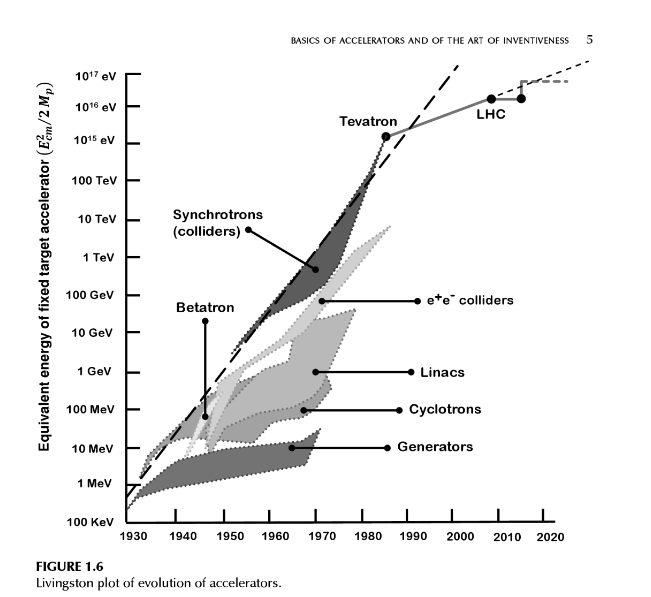 BASICS OF ACCELERATORS AND OF THE ART OF INVENTIVENESS 5
Equivalent energy of fixed target accelerator (E²cm/2 Mp)
10¹⁷ eV
10¹⁶ eV
10¹⁵ eV
100 TeV
10 TeV
1 TeV
100 GeV
10 GeV
1 GeV
100 MeV
10 MeV
1 MeV
100 KeV
Tevatron
LHC
Synchrotrons
(colliders)
Betatron
e⁺e⁻ colliders
Linacs
Cyclotrons
Generators
1930 1940 1950 1960 1970 1980 1990 2000 2010 2020
FIGURE 1.6
Livingston plot of evolution of accelerators.